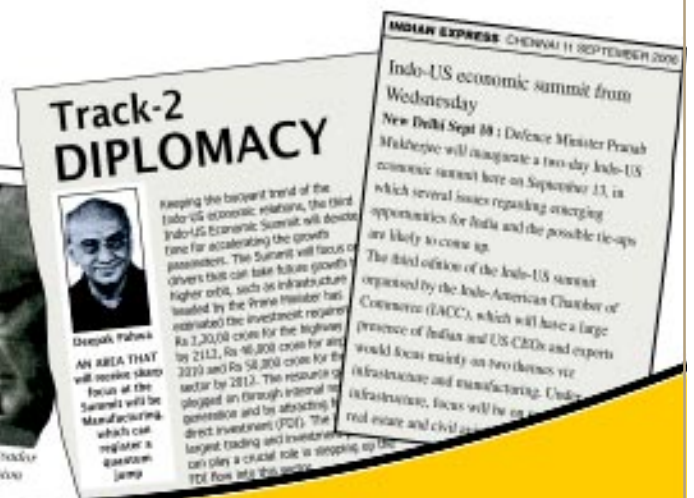 Track-2
DIPLOMACY
Deepak Pahwa
AN AREA THAT
will receive sharp
focus at the
Summit will be
Manufacturing,
which can
register a
quantum
jump
Keeping the buoyant trend of the
Indo-US economic relations, the third
Indo-US Economic Summit will devote
time for accelerating the growth
parameters. The Summit will focus on
drivers that can take future growth
higher orbit, such as infrastructure
headed by the Prime Minister has
estimated the investment
Rs 2,20,00 crore for the highway
by 2112, Rs 40,000 crore for
2010 and Rs 50,000 crore for the
sector by 2012. The resource
plugged on through internal
generation and by attracting
direct investment (FDI). The
largest trading and investment
can play a crucial role in stepping up the
FDI flow into this sector.
INDIAN EXPRESS CHENNAI 11 SEPTEMBER 2006
Indo-US economic summit from
Wedsnesday
New Delhi Sept 10 : Defence Minister Pranab
Mukherjee will inaugurate a two-day Indo-US
economic summit here on September 13, in
which several issues regarding emerging
opportunities for India and the possible tie-ups
are likely to come up.
The third edition of the Indo-US summit
organised by the Indo-American Chamber of
Commerce (IACC), which will have a large
presence of Indian and US CEOs and experts
would focus mainly on two themes viz
infrastructure and manufacturing. Under
infrastructure, focus will be on
real estate and civil